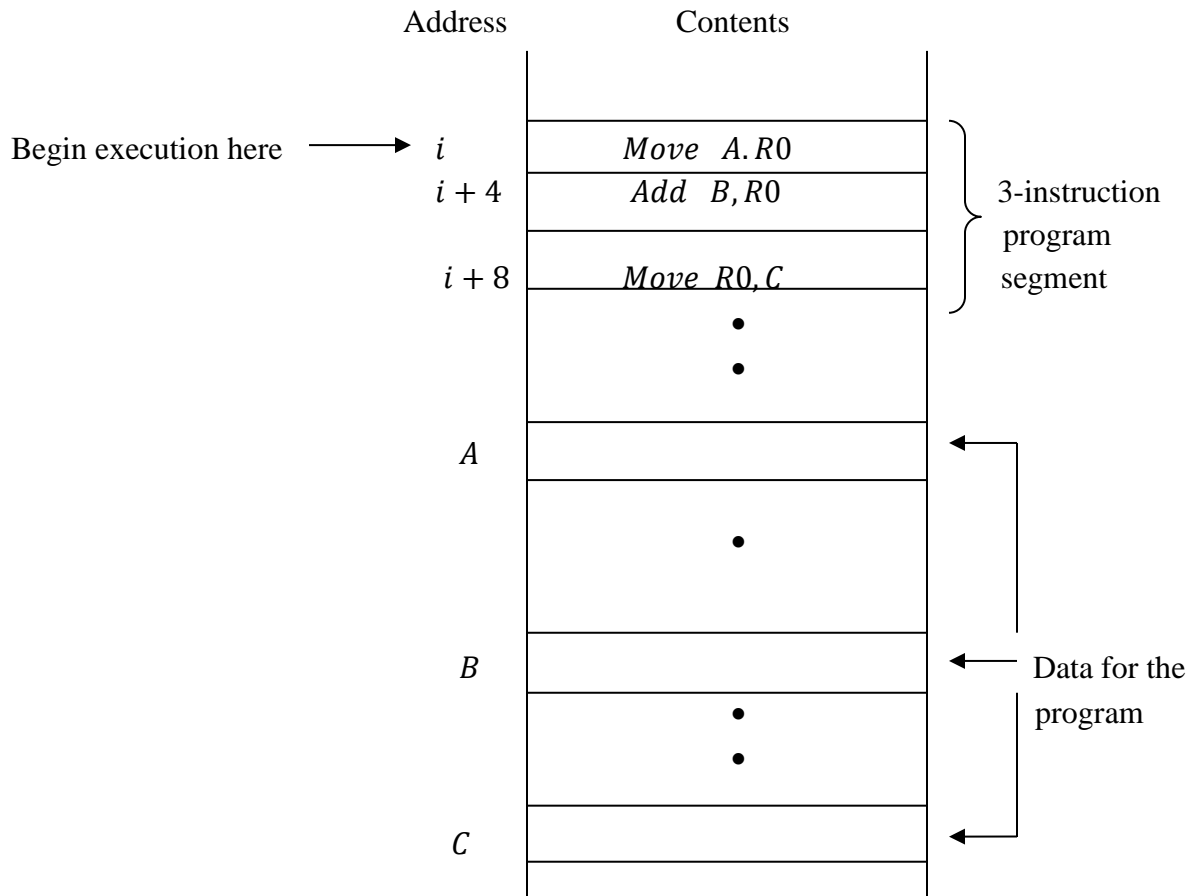 Address Contents
Begin execution here i Move A.R0
i + 4 Add B,R0
i + 8 Move R0,C
3-instruction
program
segment
A
B
Data for the
program
C